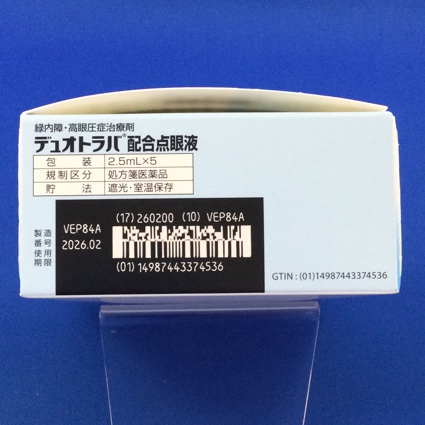 緑内障・高眼圧症治療剤
デュオトラバ®配合点眼液
包 装 2.5mL×5
規制区分 処方箋医薬品
貯 法 遮光・室温保存
(17) 260200 (10) VEP84A
製造番号 VEP84A
使用期限 2026.02
(01) 14987443374536
GTIN : (01)14987443374536